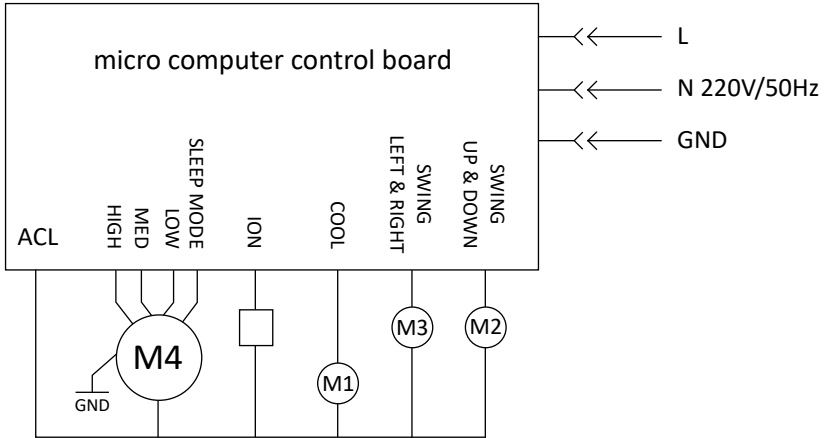 micro computer control board
L
N 220V/50Hz
GND
ACL
HIGH
MED
LOW
SLEEP MODE
ION
COOL
LEFT & RIGHT
SWING
UP & DOWN
SWING
M4
M1
M3
M2
GND